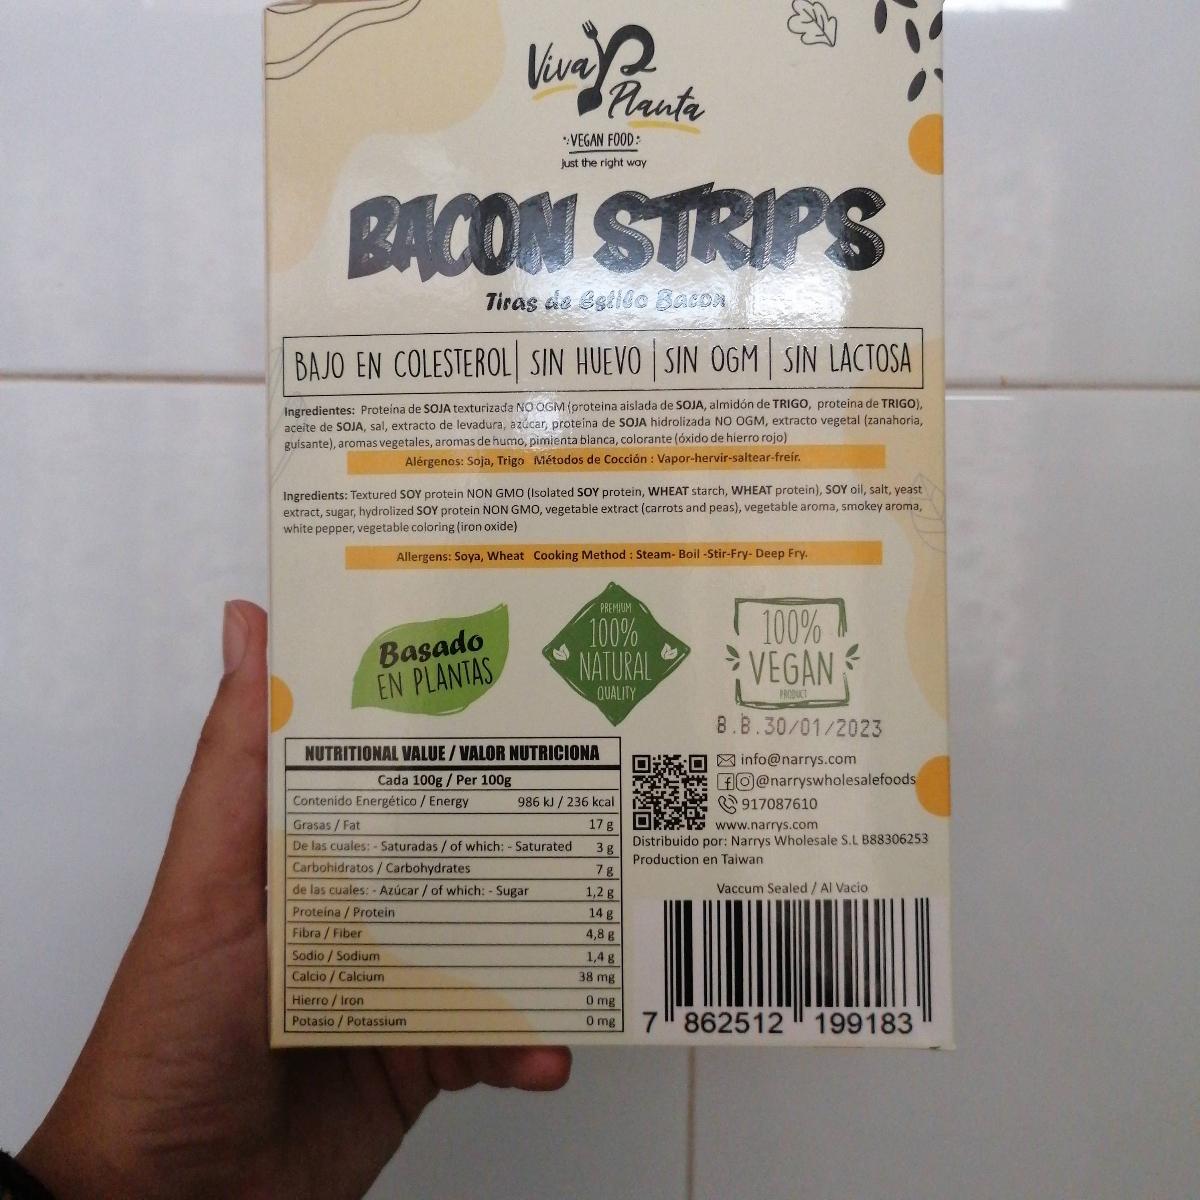 Viva
Planta
VEGAN FOOD
Just the right way
BACON STRIPS
Tiras de Estilo Bacon
BAJO EN COLESTEROL | SIN HUEVO | SIN OGM | SIN LACTOSA
Ingredientes: Proteína de SOJA texturizada NO OGM (proteina aislada de SOJA, almidón de TRIGO, proteina de TRIGO),
aceite de SOJA, sal, extracto de levadura, azúcar, proteína de SOJA hidrolizada NO OGM, extracto vegetal (zanahoria,
guisante), aromas vegetales, aromas de humo, pimienta blanca, colorante (óxido de hierro rojo)
Alérgenos: Soja, Trigo Métodos de Cocción : Vapor-hervir-saltear-freír.
Ingredients: Textured SOY protein NON GMO (Isolated SOY protein, WHEAT starch, WHEAT protein), SOY oil, salt, yeast
extract, sugar, hydrolized SOY protein NON GMO, vegetable extract (carrots and peas), vegetable aroma, smokey aroma,
white pepper, vegetable coloring (iron oxide)
Allergens: Soya, Wheat Cooking Method : Steam- Boil -Stir-Fry- Deep Fry.
Basado
EN PLANTAS
PREMIUM
100%
NATURAL
QUALITY
100%
VEGAN
PRODUCT
B.B.30/01/2023
NUTRITIONAL VALUE / VALOR NUTRICIONA
Cada 100g / Per 100g
Contenido Energético / Energy 986 kJ / 236 kcal
Grasas / Fat 17 g
De las cuales: - Saturadas / of which: - Saturated 3 g
Carbohidratos / Carbohydrates 7 g
de las cuales: - Azúcar / of which: - Sugar 1,2 g
Proteína / Protein 14 g
Fibra / Fiber 4,8 g
Sodio / Sodium 1,4 g
Calcio / Calcium 38 mg
Hierro / Iron 0 mg
Potasio / Potassium 0 mg
info@narrys.com
@narryswholesalefoods
917087610
www.narrys.com
Distribuido por: Narrys Wholesale S.L B88306253
Production en Taiwan
Vaccum Sealed / Al Vacio
7 862512 199183